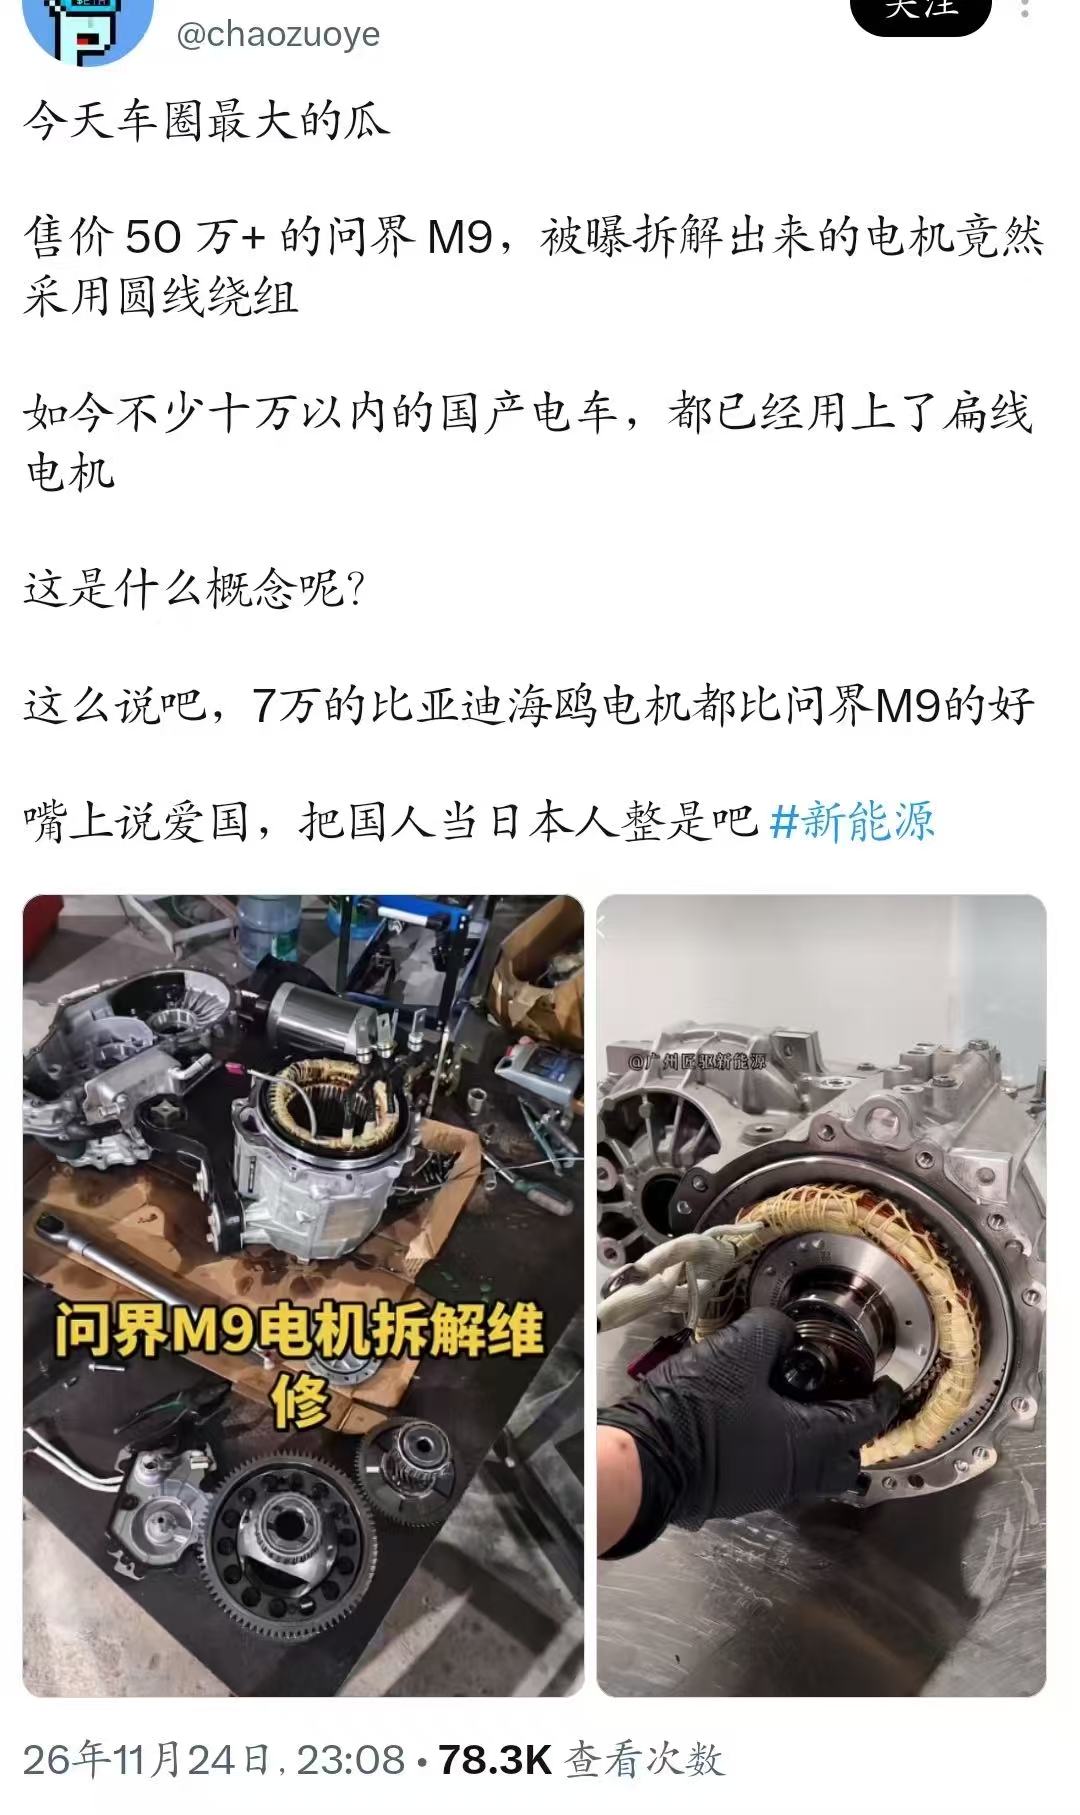 @chaozuoye
关注
今天车圈最大的瓜
售价 50 万+ 的问界 M9，被曝拆解出来的电机竟然
采用圆线绕组
如今不少十万以内的国产电车，都已经用上了扁线
电机
这是什么概念呢？
这么说吧，7万的比亚迪海鸥电机都比问界M9的好
嘴上说爱国，把国人当日本人整是吧 #新能源
@广州匠驱新能源
问界M9电机拆解维
修
26年11月24日, 23:08 • 78.3K 查看次数